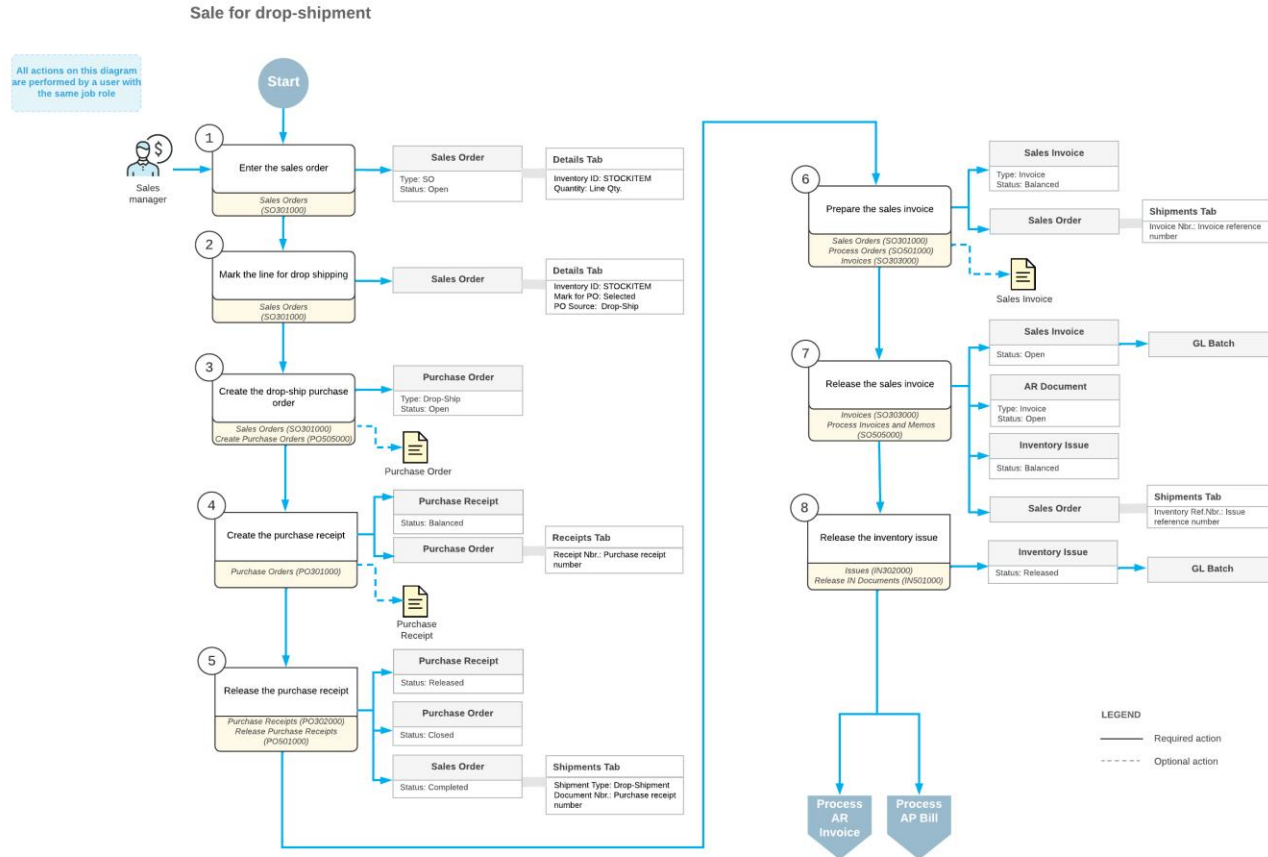 Sale for drop-shipment
All actions on this diagram
are performed by a user with
the same job role
Start
Sales
manager
1
Enter the sales order
Sales Orders
(SO301000)
Sales Order
Type: SO
Status: Open
Details Tab
Inventory ID: STOCKITEM
Quantity: Line Qty.
2
Mark the line for drop shipping
Sales Orders
(SO301000)
Sales Order
Details Tab
Inventory ID: STOCKITEM
Mark for PO: Selected
PO Source: Drop-Ship
3
Create the drop-ship purchase
order
Sales Orders (SO301000)
Create Purchase Orders (PO505000)
Purchase Order
Type: Drop-Ship
Status: Open
Purchase Order
4
Create the purchase receipt
Purchase Orders (PO301000)
Purchase Receipt
Status: Balanced
Purchase Order
Receipts Tab
Receipt Nbr.: Purchase receipt
number
Purchase
Receipt
5
Release the purchase receipt
Purchase Receipts (PO302000)
Release Purchase Receipts
(PO501000)
Purchase Receipt
Status: Released
Purchase Order
Status: Closed
Sales Order
Status: Completed
Shipments Tab
Shipment Type: Drop-Shipment
Document Nbr.: Purchase receipt
number
6
Prepare the sales invoice
Sales Orders (SO301000)
Process Orders (SO501000)
Invoices (SO303000)
Sales Invoice
Type: Invoice
Status: Balanced
Sales Order
Shipments Tab
Invoice Nbr.: Invoice reference
number
Sales Invoice
7
Release the sales invoice
Invoices (SO303000)
Process Invoices and Memos
(SO505000)
Sales Invoice
Status: Open
GL Batch
AR Document
Type: Invoice
Status: Open
Inventory Issue
Status: Balanced
Sales Order
Shipments Tab
Inventory Ref.Nbr.: Issue
reference number
8
Release the inventory issue
Issues (IN302000)
Release IN Documents (IN501000)
Inventory Issue
Status: Released
GL Batch
Process
AR
Invoice
Process
AP Bill
LEGEND
Required action
Optional action